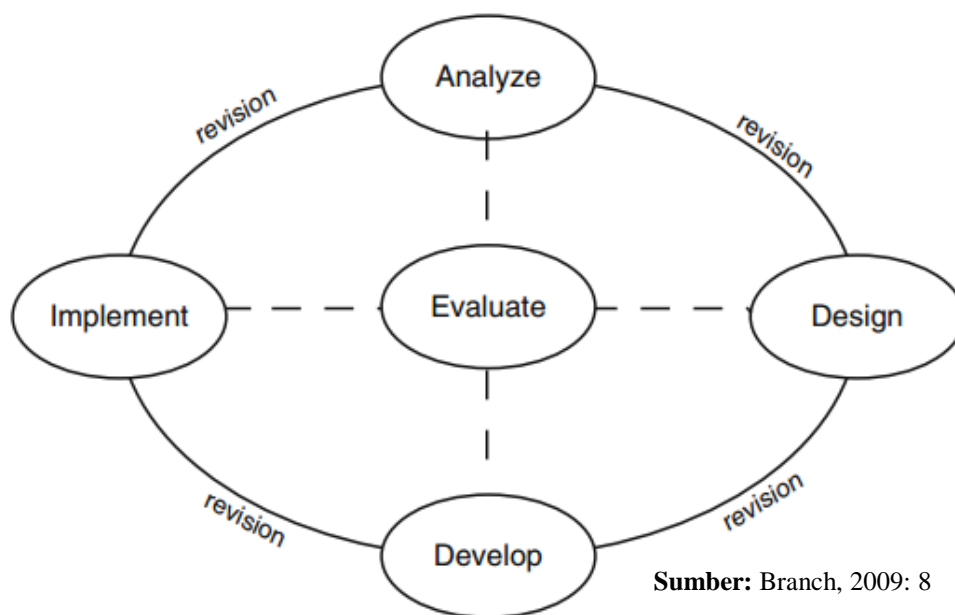 Analyze
revision
revision
Implement
Evaluate
Design
revision
revision
Develop
Sumber: Branch, 2009: 8